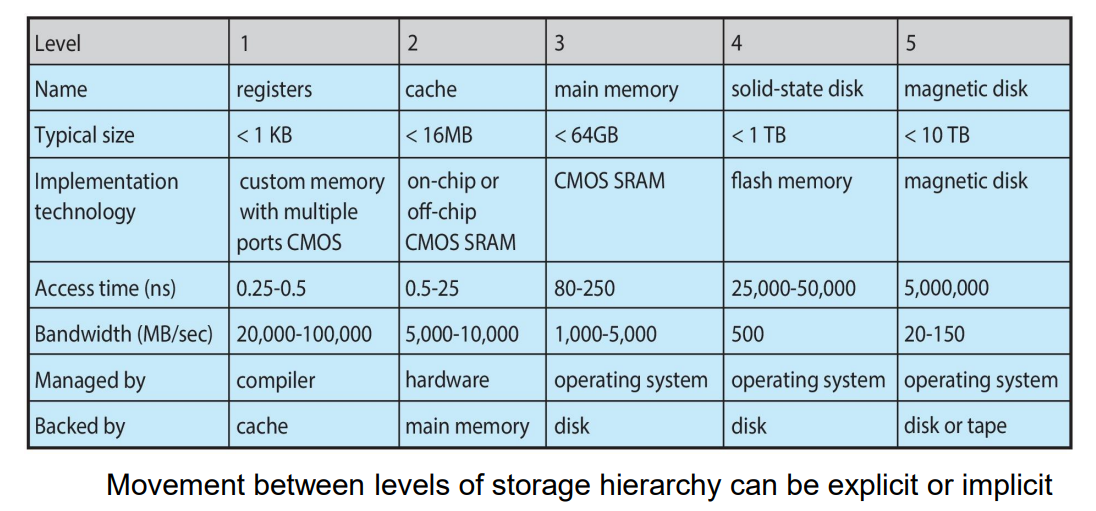 Level 1 2 3 4 5
Name registers cache main memory solid-state disk magnetic disk
Typical size < 1 KB < 16MB < 64GB < 1 TB < 10 TB
Implementation custom memory on-chip or CMOS SRAM flash memory magnetic disk
technology with multiple off-chip
ports CMOS CMOS SRAM
Access time (ns) 0.25-0.5 0.5-25 80-250 25,000-50,000 5,000,000
Bandwidth (MB/sec) 20,000-100,000 5,000-10,000 1,000-5,000 500 20-150
Managed by compiler hardware operating system operating system operating system
Backed by cache main memory disk disk disk or tape
Movement between levels of storage hierarchy can be explicit or implicit